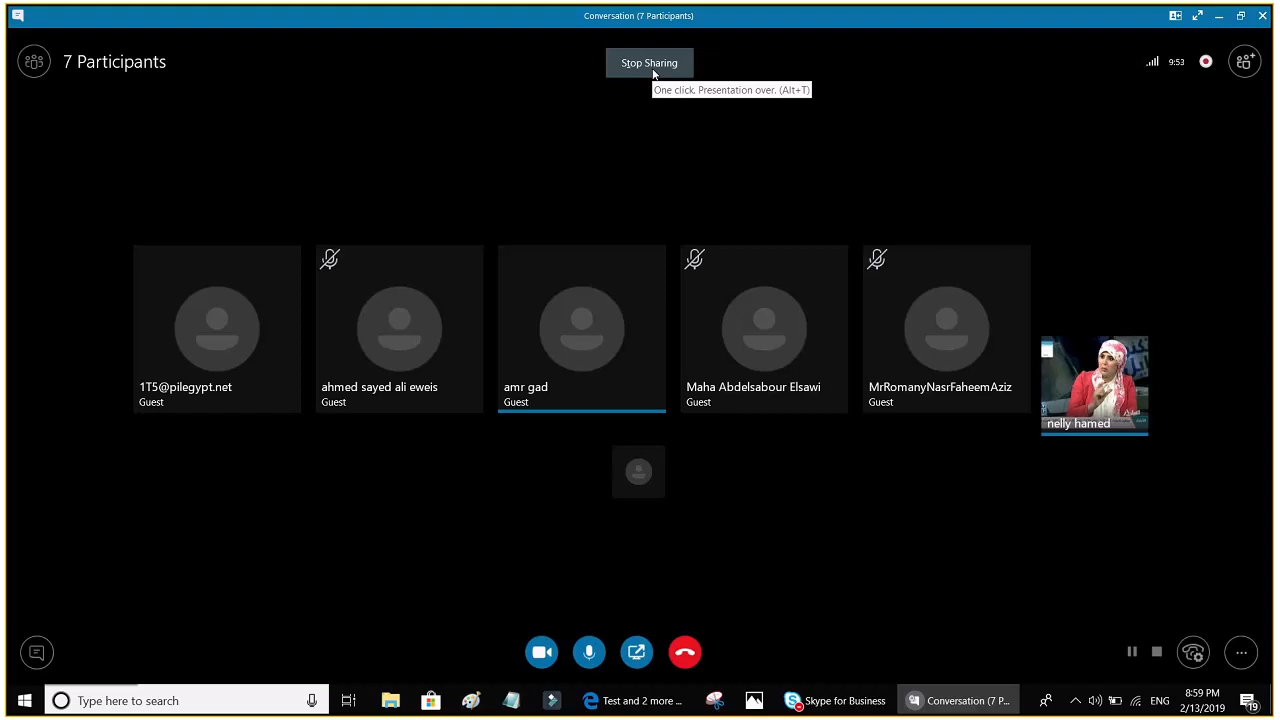 Conversation (7 Participants)
7 Participants
Stop Sharing
9:53
One click. Presentation over. (Alt+T)
1T5@pilegypt.net
Guest
ahmed sayed ali eweis
Guest
amr gad
Guest
Maha Abdelsabour Elsawi
Guest
MrRomanyNasrFaheemAziz
Guest
nelly hamed
Type here to search
Test and 2 more ...
Skype for Business
Conversation (7 P...
ENG
8:59 PM
2/13/2019
19